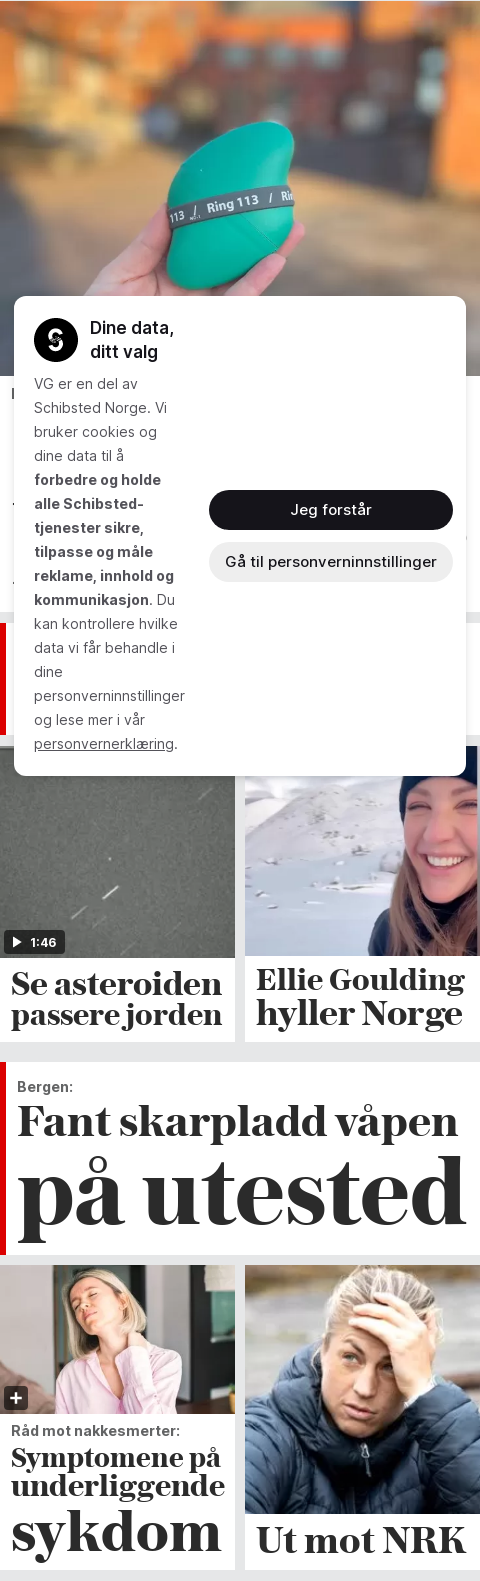 113 / Ring 113 / Rin
Dine data,
ditt valg
VG er en del av
Schibsted Norge. Vi
bruker cookies og
dine data til å
forbedre og holde
alle Schibsted-
tjenester sikre,
tilpasse og måle
reklame, innhold og
kommunikasjon. Du
kan kontrollere hvilke
data vi får behandle i
dine
personverninnstillinger
og lese mer i vår
personvernerklæring.
Jeg forstår
Gå til personverninnstillinger
1:46
Se asteroiden
passere jorden
Ellie Goulding
hyller Norge
Bergen:
Fant skarpladd våpen
på utested
Råd mot nakkesmerter:
Symptomene på
underliggende
sykdom
Ut mot NRK